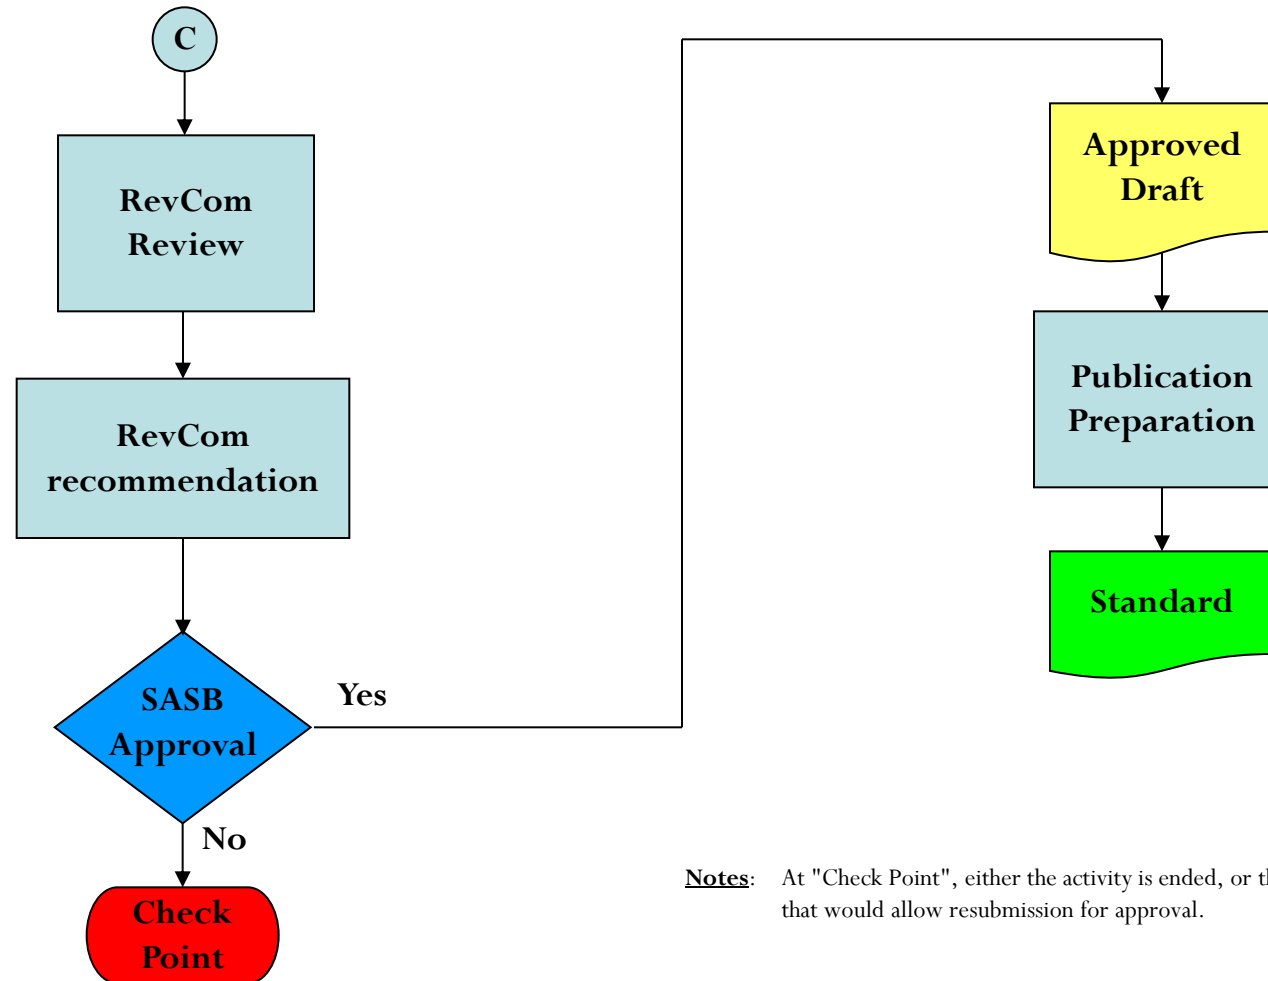 C
RevCom
Review
RevCom
recommendation
SASB
Approval
Yes
No
Check
Point
Approved
Draft
Publication
Preparation
Standard
Notes: At "Check Point", either the activity is ended, or
that would allow resubmission for approval.